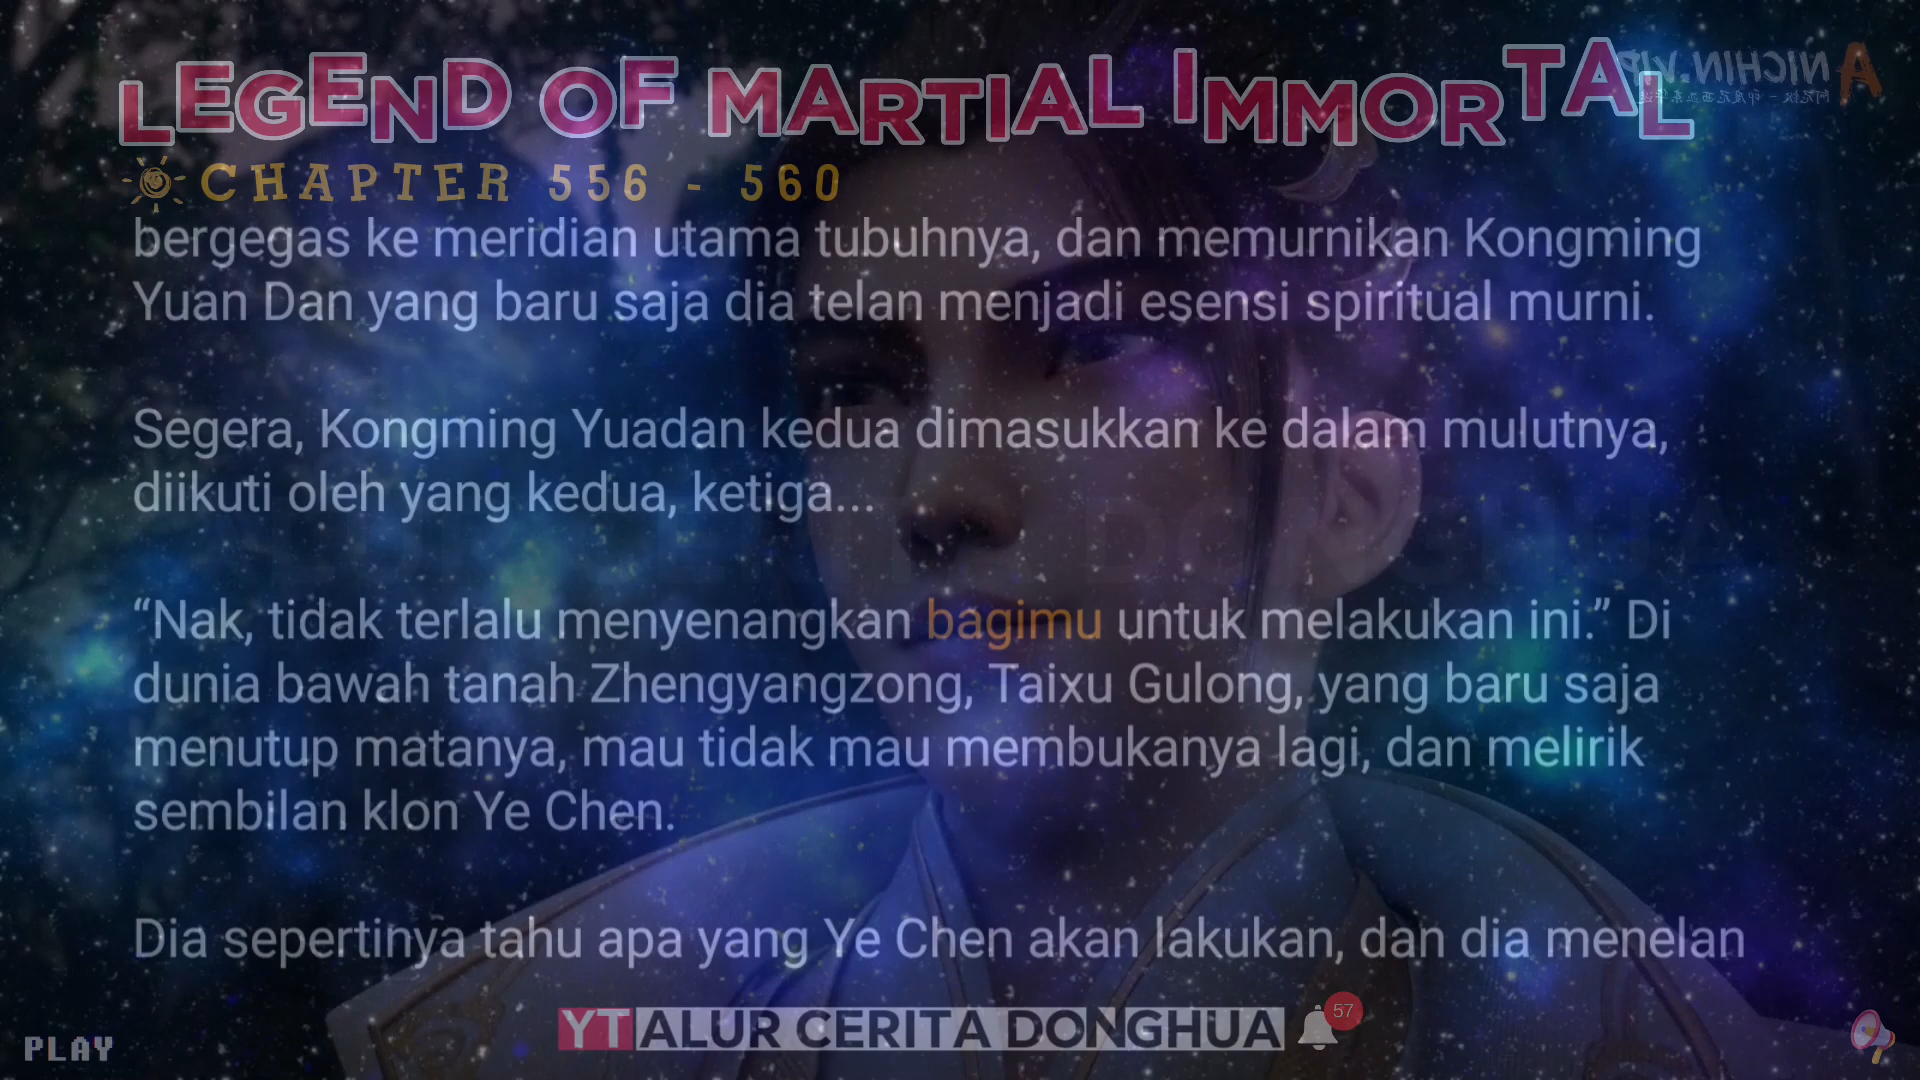 LEGEND OF MARTIAL IMMORTAL
CHAPTER 556 - 560
bergegas ke meridian utama tubuhnya, dan memurnikan Kongming
Yuan Dan yang baru saja dia telan menjadi esensi spiritual murni.
Segera, Kongming Yuadan kedua dimasukkan ke dalam mulutnya,
diikuti oleh yang kedua, ketiga...
“Nak, tidak terlalu menyenangkan bagimu untuk melakukan ini.” Di
dunia bawah tanah Zhengyangzong, Taixu Gulong, yang baru saja
menutup matanya, mau tidak mau membukanya lagi, dan melirik
sembilan klon Ye Chen.
Dia sepertinya tahu apa yang Ye Chen akan lakukan, dan dia menelan
YT ALUR CERITA DONGHUA
57
PLAY